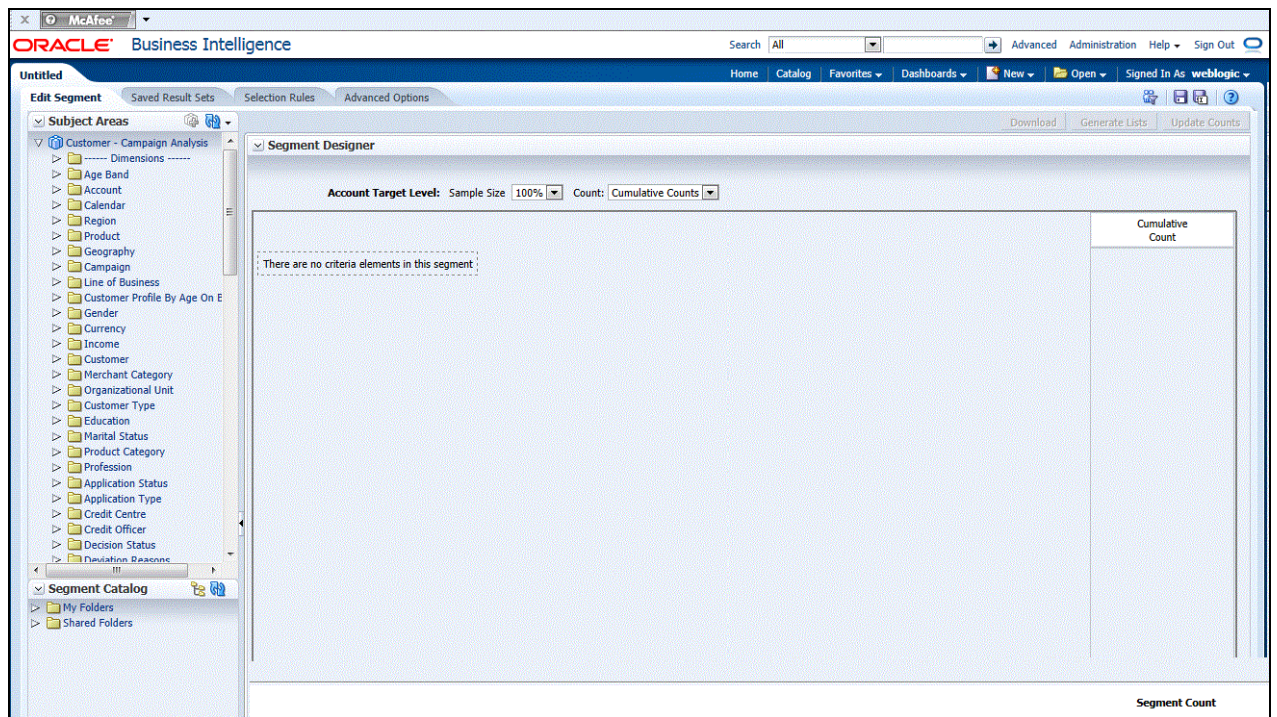 McAfee
ORACLE Business Intelligence
Search All Advanced Administration Help Sign Out
Untitled
Home Catalog Favorites Dashboards New Open Signed In As weblogic
Edit Segment Saved Result Sets Selection Rules Advanced Options
Download Generate Lists Update Counts
Subject Areas
Customer - Campaign Analysis
------ Dimensions ------
Age Band
Account
Calendar
Region
Product
Geography
Campaign
Line of Business
Customer Profile By Age On E
Gender
Currency
Income
Customer
Merchant Category
Organizational Unit
Customer Type
Education
Marital Status
Product Category
Profession
Application Status
Application Type
Credit Centre
Credit Officer
Decision Status
Deviation Reasons
Segment Catalog
My Folders
Shared Folders
Segment Designer
Account Target Level: Sample Size 100% Count: Cumulative Counts
Cumulative
Count
There are no criteria elements in this segment
Segment Count